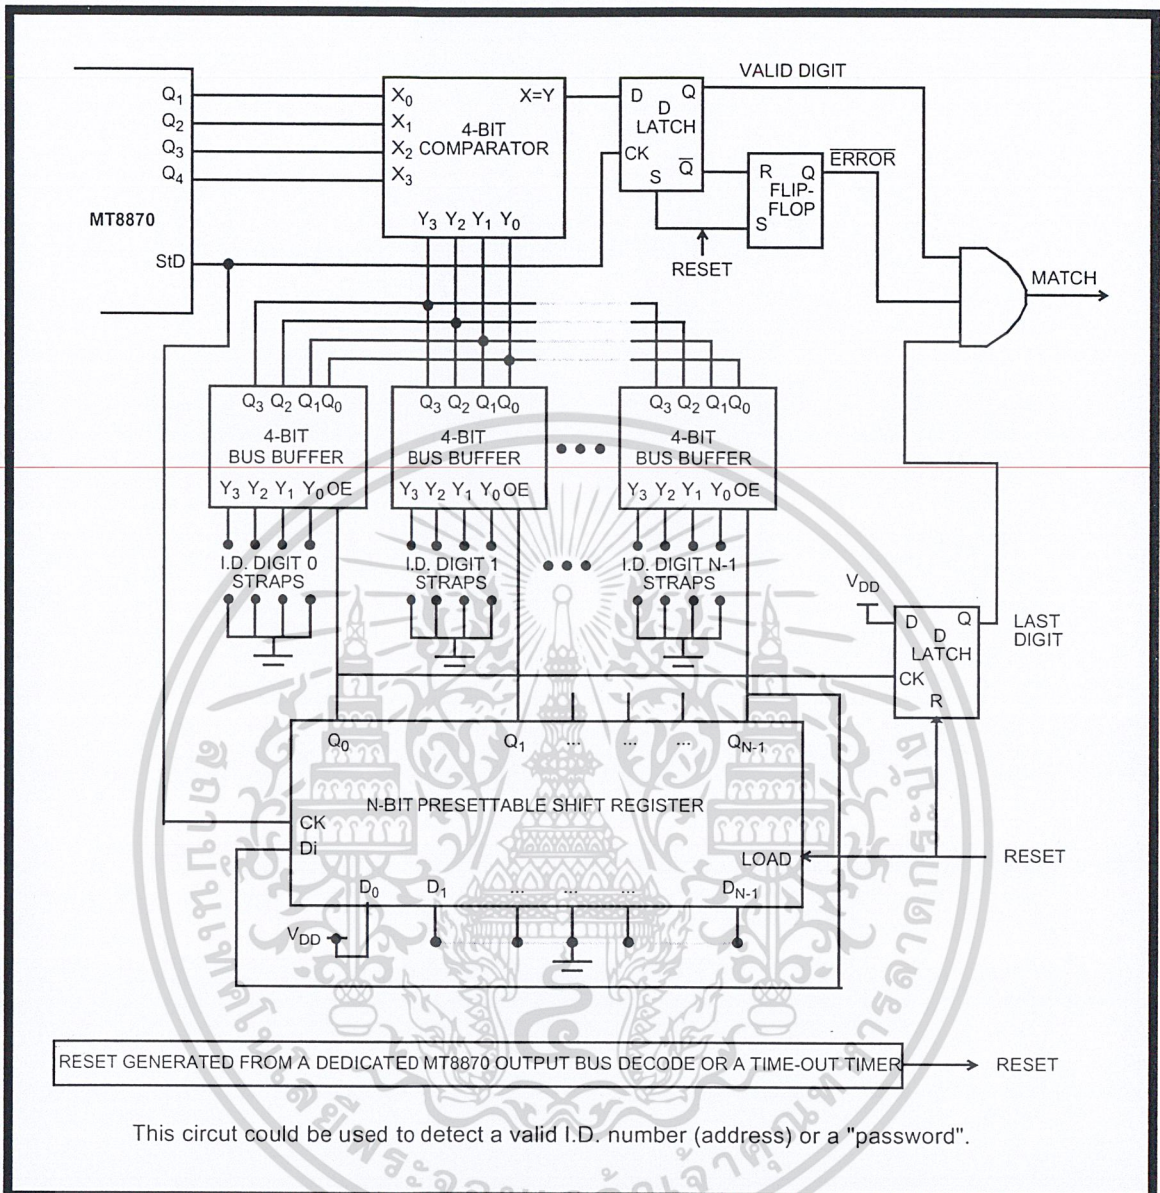 VALID DIGIT
Q1
Q2
Q3
Q4
MT8870
StD
X0
X1
X2
X3
X=Y
4-BIT
COMPARATOR
Y3 Y2 Y1 Y0
D Q
D
LATCH
CK
S Q̅
R Q
FLIP-
FLOP
S
E̅R̅R̅O̅R̅
RESET
MATCH
Q3 Q2 Q1 Q0
4-BIT
BUS BUFFER
Y3 Y2 Y1 Y0 OE
I.D. DIGIT 0
STRAPS
Q3 Q2 Q1 Q0
4-BIT
BUS BUFFER
Y3 Y2 Y1 Y0 OE
I.D. DIGIT 1
STRAPS
Q3 Q2 Q1 Q0
4-BIT
BUS BUFFER
Y3 Y2 Y1 Y0 OE
I.D. DIGIT N-1
STRAPS
VDD
D Q
D
LATCH
CK
R
LAST
DIGIT
Q0 Q1 ... ... ... QN-1
N-BIT PRESETTABLE SHIFT REGISTER
CK
Di
LOAD
RESET
D0 D1 ... ... ... DN-1
VDD
RESET GENERATED FROM A DEDICATED MT8870 OUTPUT BUS DECODE OR A TIME-OUT TIMER
RESET
This circut could be used to detect a valid I.D. number (address) or a "password".